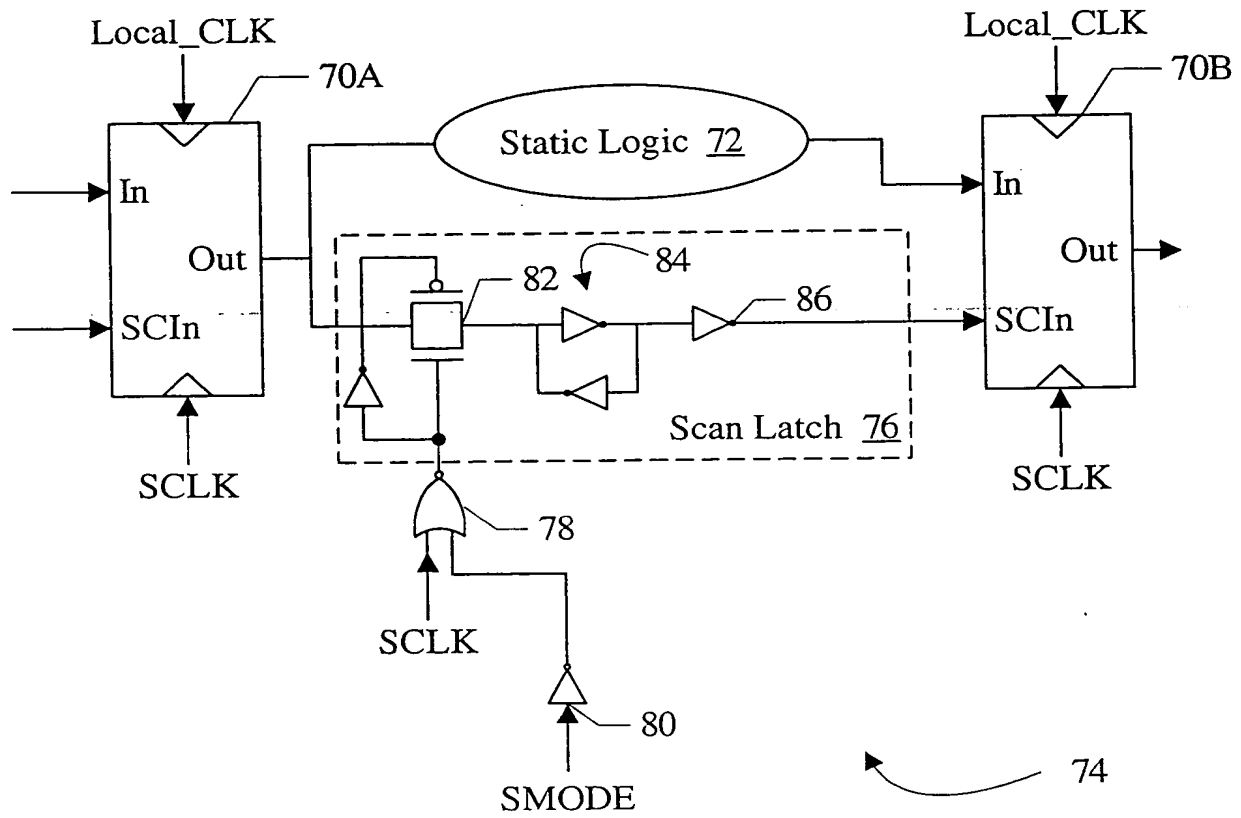 Local_CLK
Local_CLK
70A
70B
Static Logic 72
In
In
Out
Out
82
84
86
SCIn
SCIn
Scan Latch 76
SCLK
SCLK
78
SCLK
80
74
SMODE